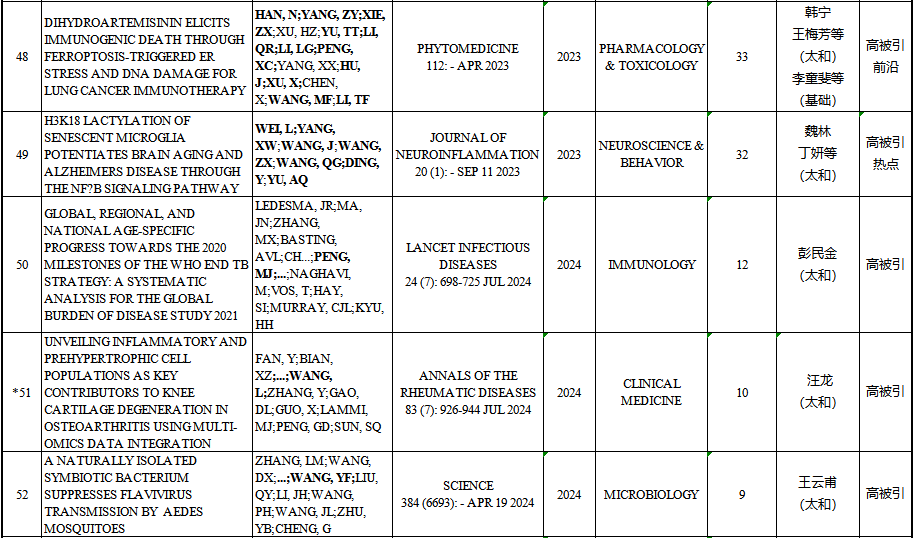 48
DIHYDROARTEMISININ ELICITS
IMMUNOGENIC DEATH THROUGH
FERROPTOSIS-TRIGGERED ER
STRESS AND DNA DAMAGE FOR
LUNG CANCER IMMUNOTHERAPY
HAN, N;YANG, ZY;XIE,
ZX;XU, HZ;YU, TT;LI,
QR;LI, LG;PENG,
XC;YANG, XX;HU,
J;XU, X;CHEN,
X;WANG, MF;LI, TF
PHYTOMEDICINE
112: - APR 2023
2023
PHARMACOLOGY
& TOXICOLOGY
33
韩宁
王梅芳等
(太和)
李童斐等
(基础)
高被引
前沿
49
H3K18 LACTYLATION OF
SENESCENT MICROGLIA
POTENTIATES BRAIN AGING AND
ALZHEIMERS DISEASE THROUGH
THE NF?B SIGNALING PATHWAY
WEI, L;YANG,
XW;WANG, J;WANG,
ZX;WANG, QG;DING,
Y;YU, AQ
JOURNAL OF
NEUROINFLAMMATION
20 (1): - SEP 11 2023
2023
NEUROSCIENCE &
BEHAVIOR
32
魏林
丁妍等
(太和)
高被引
热点
50
GLOBAL, REGIONAL, AND
NATIONAL AGE-SPECIFIC
PROGRESS TOWARDS THE 2020
MILESTONES OF THE WHO END TB
STRATEGY: A SYSTEMATIC
ANALYSIS FOR THE GLOBAL
BURDEN OF DISEASE STUDY 2021
LEDESMA, JR;MA,
JN;ZHANG,
MX;BASTING,
AVL;CH...;PENG,
MJ;...;NAGHAVI,
M;VOS, T;HAY,
SI;MURRAY, CJL;KYU,
HH
LANCET INFECTIOUS
DISEASES
24 (7): 698-725 JUL 2024
2024
IMMUNOLOGY
12
彭民金
(太和)
高被引
*51
UNVEILING INFLAMMATORY AND
PREHYPERTROPHIC CELL
POPULATIONS AS KEY
CONTRIBUTORS TO KNEE
CARTILAGE DEGENERATION IN
OSTEOARTHRITIS USING MULTI-
OMICS DATA INTEGRATION
FAN, Y;BIAN,
XZ;...;WANG,
L;ZHANG, Y;GAO,
DL;GUO, X;LAMMI,
MJ;PENG, GD;SUN, SQ
ANNALS OF THE
RHEUMATIC DISEASES
83 (7): 926-944 JUL 2024
2024
CLINICAL
MEDICINE
10
汪龙
(太和)
高被引
52
A NATURALLY ISOLATED
SYMBIOTIC BACTERIUM
SUPPRESSES FLAVIVIRUS
TRANSMISSION BY AEDES
MOSQUITOES
ZHANG, LM;WANG,
DX;...;WANG, YF;LIU,
QY;LI, JH;WANG,
PH;WANG, JL;ZHU,
YB;CHENG, G
SCIENCE
384 (6693): - APR 19 2024
2024
MICROBIOLOGY
9
王云甫
(太和)
高被引